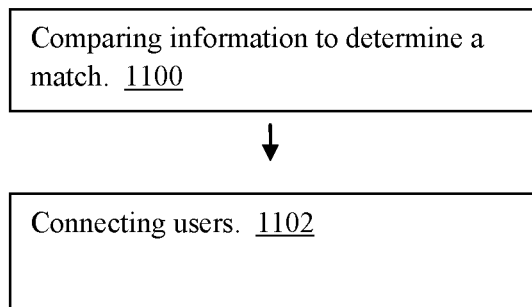 Comparing information to determine a
match. 1100
Connecting users. 1102